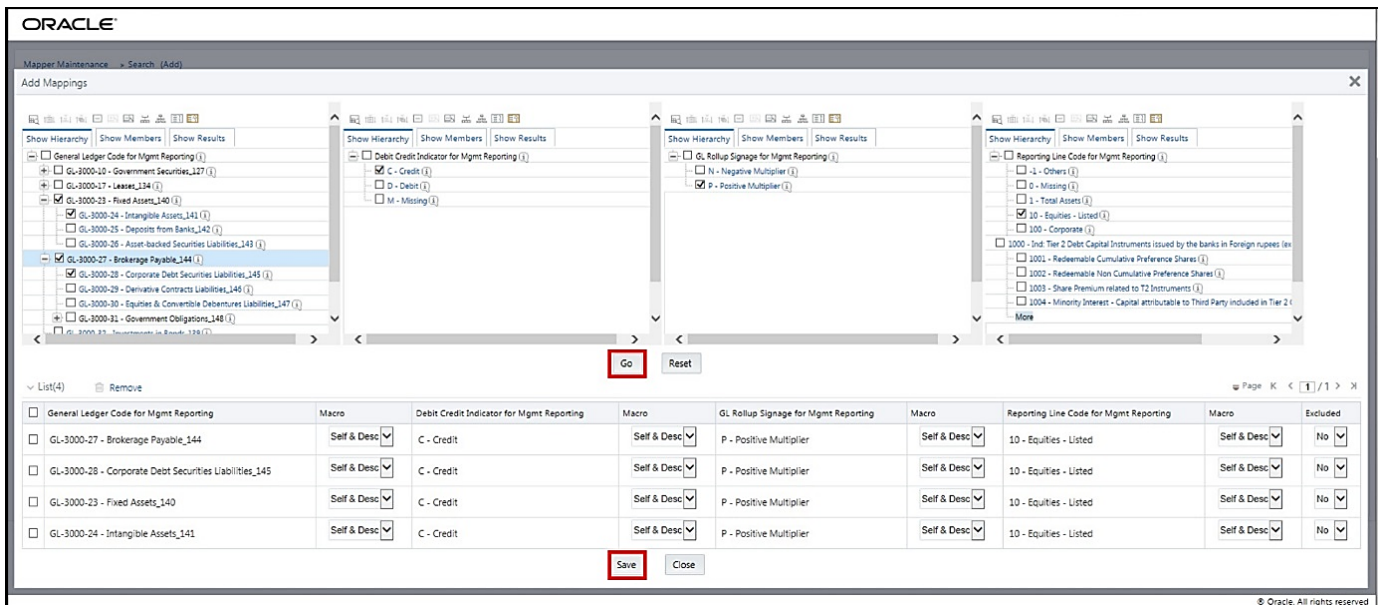 ORACLE
Mapper Maintenance > Search (Add)
Add Mappings
Show Hierarchy Show Members Show Results
General Ledger Code for Mgmt Reporting
GL-3000-10 - Government Securities_127
GL-3000-17 - Leases_134
GL-3000-23 - Fixed Assets_140
GL-3000-24 - Intangible Assets_141
GL-3000-25 - Deposits from Banks_142
GL-3000-26 - Asset-backed Securities Liabilities_143
GL-3000-27 - Brokerage Payable_144
GL-3000-28 - Corporate Debt Securities Liabilities_145
GL-3000-29 - Derivative Contracts Liabilities_146
GL-3000-30 - Equities & Convertible Debentures Liabilities_147
GL-3000-31 - Government Obligations_148
GL-3000-32 - Investments in Bonds_139
Show Hierarchy Show Members Show Results
Debit Credit Indicator for Mgmt Reporting
C - Credit
D - Debit
M - Missing
Show Hierarchy Show Members Show Results
GL Rollup Signage for Mgmt Reporting
N - Negative Multiplier
P - Positive Multiplier
Show Hierarchy Show Members Show Results
Reporting Line Code for Mgmt Reporting
-1 - Others
0 - Missing
1 - Total Assets
10 - Equities - Listed
100 - Corporate
1000 - Ind: Tier 2 Debt Capital Instruments issued by the banks in Foreign rupees (ex
1001 - Redeemable Cumulative Preference Shares
1002 - Redeemable Non Cumulative Preference Shares
1003 - Share Premium related to T2 Instruments
1004 - Minority Interest - Capital attributable to Third Party included in Tier 2 (
More
Go Reset
List(4) Remove Page 1 / 1
General Ledger Code for Mgmt Reporting Macro Debit Credit Indicator for Mgmt Reporting Macro GL Rollup Signage for Mgmt Reporting Macro Reporting Line Code for Mgmt Reporting Macro Excluded
GL-3000-27 - Brokerage Payable_144 Self & Desc C - Credit Self & Desc P - Positive Multiplier Self & Desc 10 - Equities - Listed Self & Desc No
GL-3000-28 - Corporate Debt Securities Liabilities_145 Self & Desc C - Credit Self & Desc P - Positive Multiplier Self & Desc 10 - Equities - Listed Self & Desc No
GL-3000-23 - Fixed Assets_140 Self & Desc C - Credit Self & Desc P - Positive Multiplier Self & Desc 10 - Equities - Listed Self & Desc No
GL-3000-24 - Intangible Assets_141 Self & Desc C - Credit Self & Desc P - Positive Multiplier Self & Desc 10 - Equities - Listed Self & Desc No
Save Close
© Oracle. All rights reserved